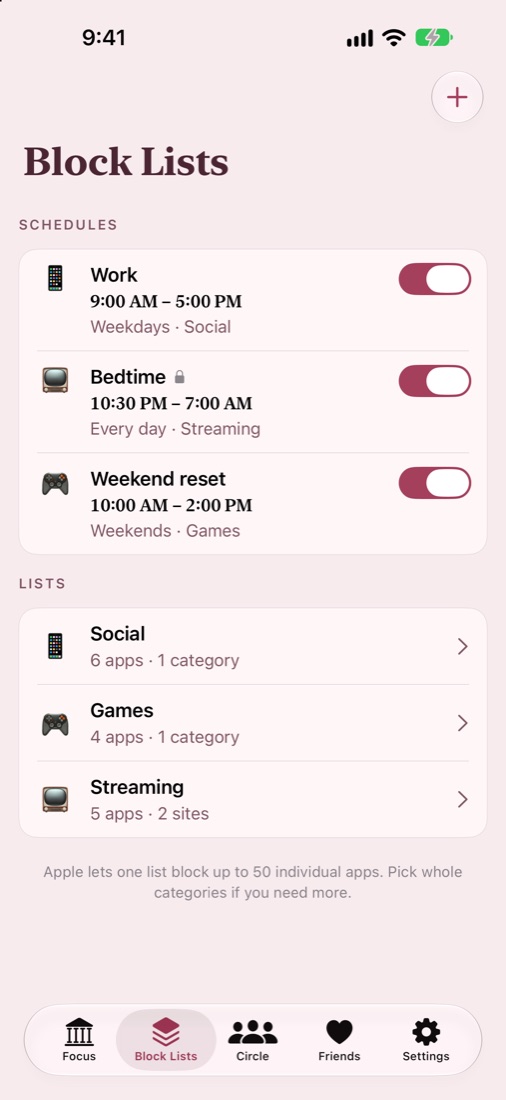 9:41
Block Lists
SCHEDULES
Work
9:00 AM – 5:00 PM
Weekdays · Social
Bedtime
10:30 PM – 7:00 AM
Every day · Streaming
Weekend reset
10:00 AM – 2:00 PM
Weekends · Games
LISTS
Social
6 apps · 1 category
Games
4 apps · 1 category
Streaming
5 apps · 2 sites
Apple lets one list block up to 50 individual apps. Pick whole
categories if you need more.
Focus
Block Lists
Circle
Friends
Settings